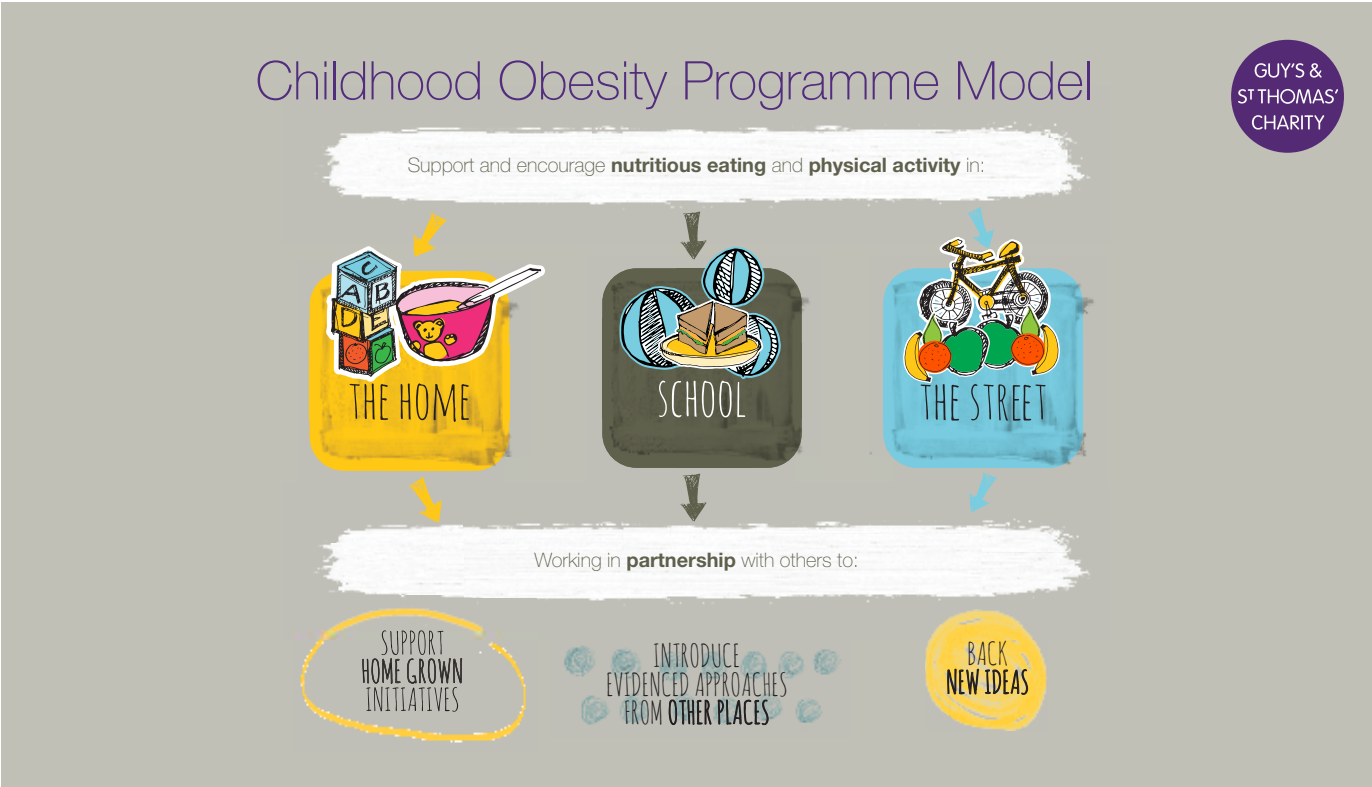 Childhood Obesity Programme Model
GUY'S &
ST THOMAS'
CHARITY
Support and encourage nutritious eating and physical activity in:
C
A B
D E
THE HOME
SCHOOL
THE STREET
Working in partnership with others to:
SUPPORT
HOME GROWN
INITIATIVES
INTRODUCE
EVIDENCED APPROACHES
FROM OTHER PLACES
BACK
NEW IDEAS